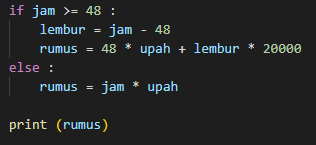 if jam >= 48 :
    lembur = jam - 48
    rumus = 48 * upah + lembur * 20000
else :
    rumus = jam * upah

print (rumus)